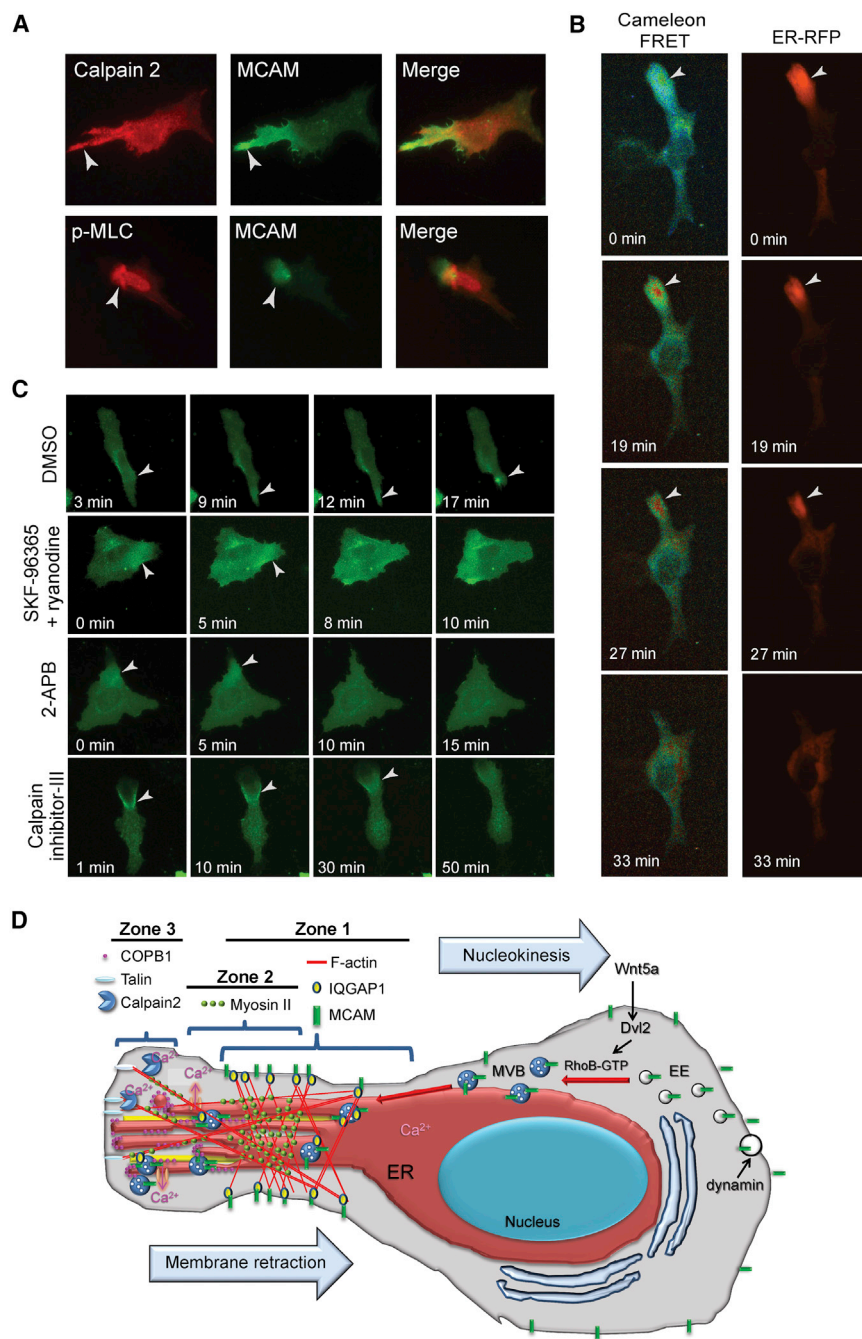 A
Calpain 2
MCAM
Merge
p-MLC
MCAM
Merge
B
Cameleon
FRET
ER-RFP
0 min
0 min
19 min
19 min
27 min
27 min
33 min
33 min
C
DMSO
3 min
9 min
12 min
17 min
SKF-96365
+ ryanodine
0 min
5 min
8 min
10 min
2-APB
0 min
5 min
10 min
15 min
Calpain
inhibitor-III
1 min
10 min
30 min
50 min
D
Zone 3
COPB1
Talin
Calpain2
Zone 2
Myosin II
Zone 1
F-actin
IQGAP1
MCAM
Nucleokinesis
Wnt5a
Dvl2
RhoB-GTP
MVB
EE
Ca²⁺
Ca²⁺
Ca²⁺
Ca²⁺
Ca²⁺
ER
Nucleus
dynamin
Membrane retraction